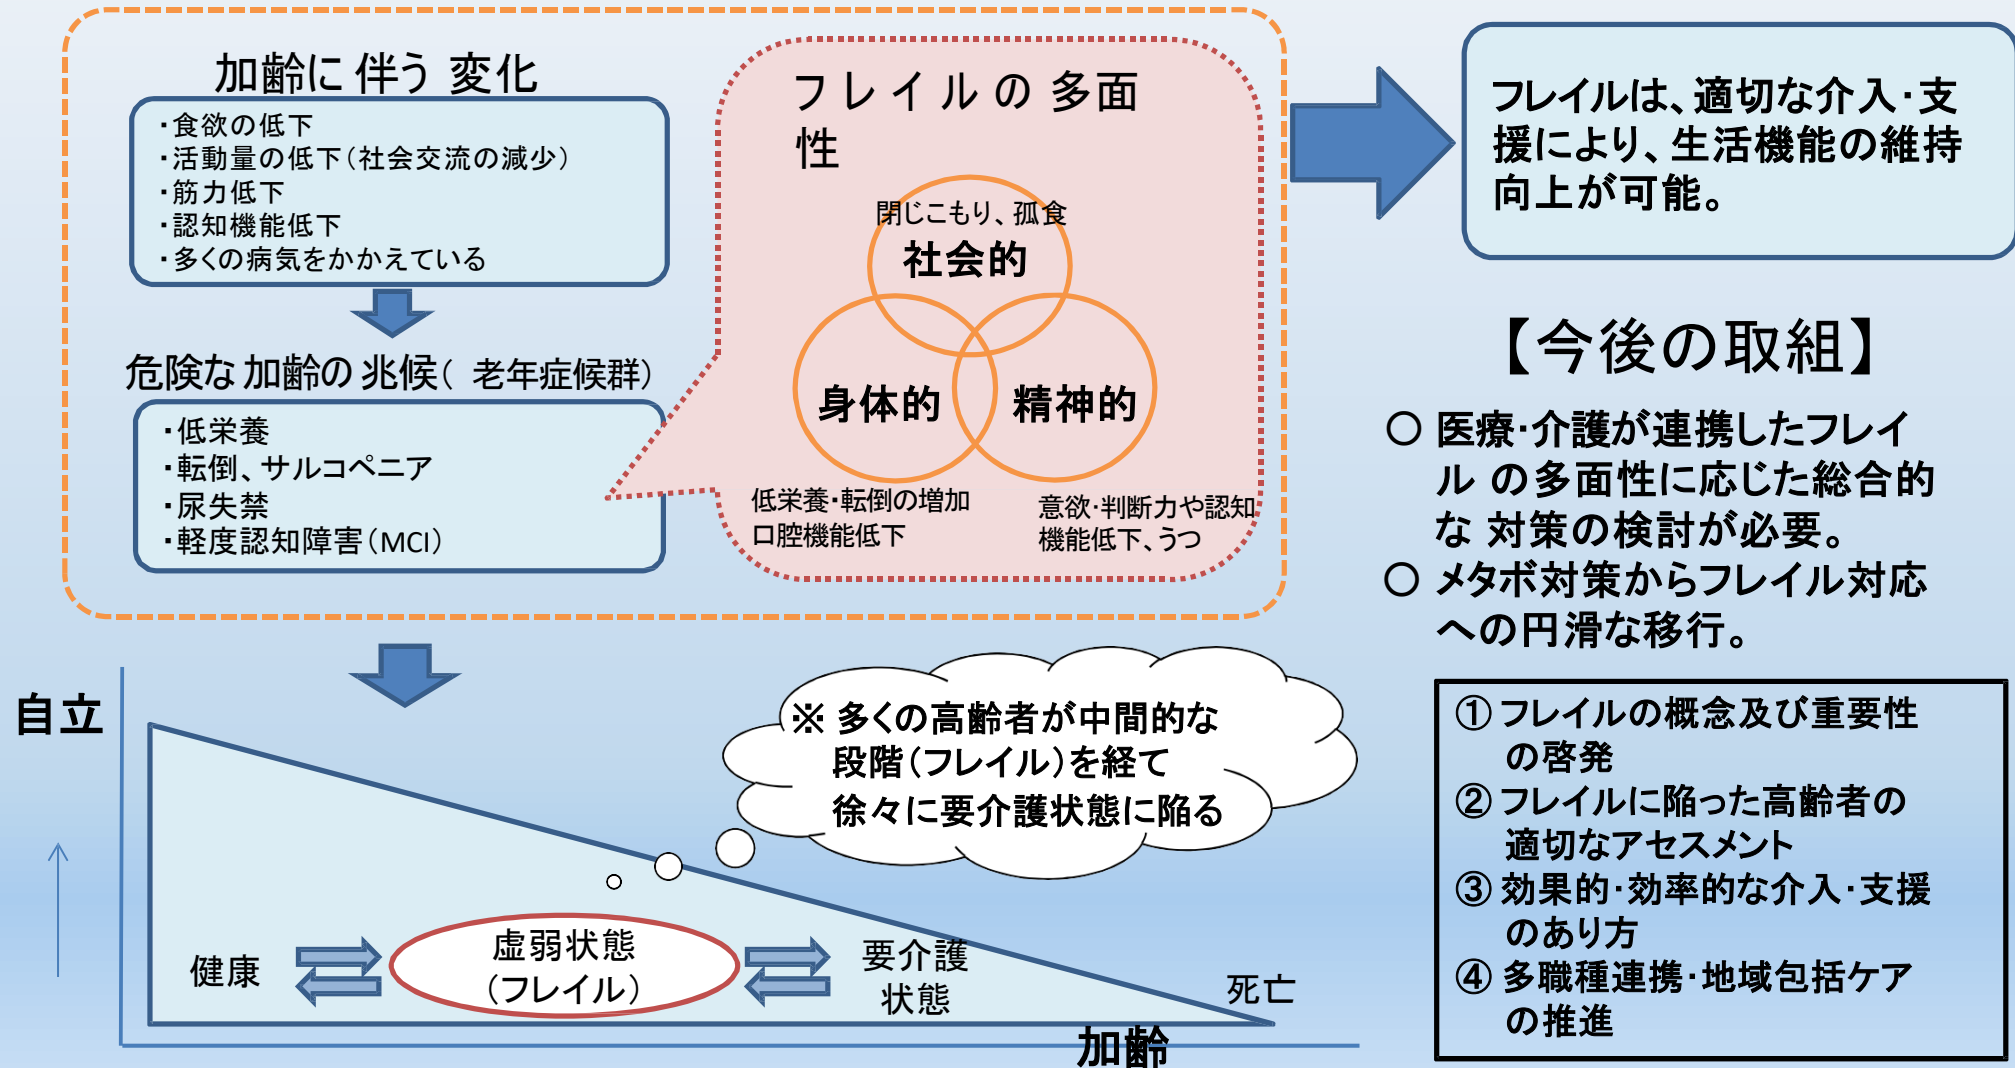 加齢に伴う変化
・食欲の低下
・活動量の低下(社会交流の減少)
・筋力低下
・認知機能低下
・多くの病気をかかえている
危険な加齢の兆候(老年症候群)
・低栄養
・転倒、サルコペニア
・尿失禁
・軽度認知障害(MCI)
フレイルの多面
性
閉じこもり、孤食
社会的
身体的
精神的
低栄養・転倒の増加
口腔機能低下
意欲・判断力や認知
機能低下、うつ
フレイルは、適切な介入・支
援により、生活機能の維持
向上が可能。
【今後の取組】
○ 医療・介護が連携したフレイ
ル の多面性に応じた総合的
な 対策の検討が必要。
○ メタボ対策からフレイル対応
への円滑な移行。
① フレイルの概念及び重要性
の啓発
② フレイルに陥った高齢者の
適切なアセスメント
③ 効果的・効率的な介入・支援
のあり方
④ 多職種連携・地域包括ケア
の推進
自立
※ 多くの高齢者が中間的な
段階(フレイル)を経て
徐々に要介護状態に陥る
健康
虚弱状態
(フレイル)
要介護
状態
死亡
加齢